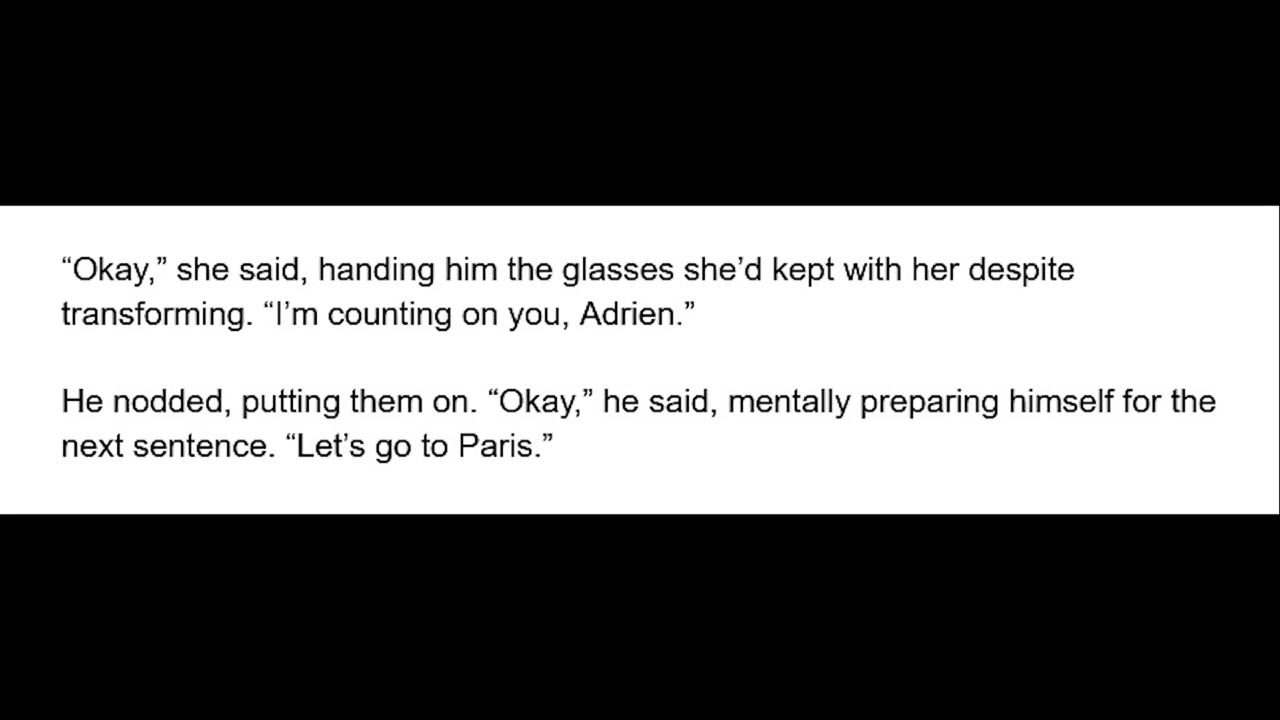 “Okay,” she said, handing him the glasses she’d kept with her despite
transforming. “I’m counting on you, Adrien.”
He nodded, putting them on. “Okay,” he said, mentally preparing himself for the
next sentence. “Let’s go to Paris.”